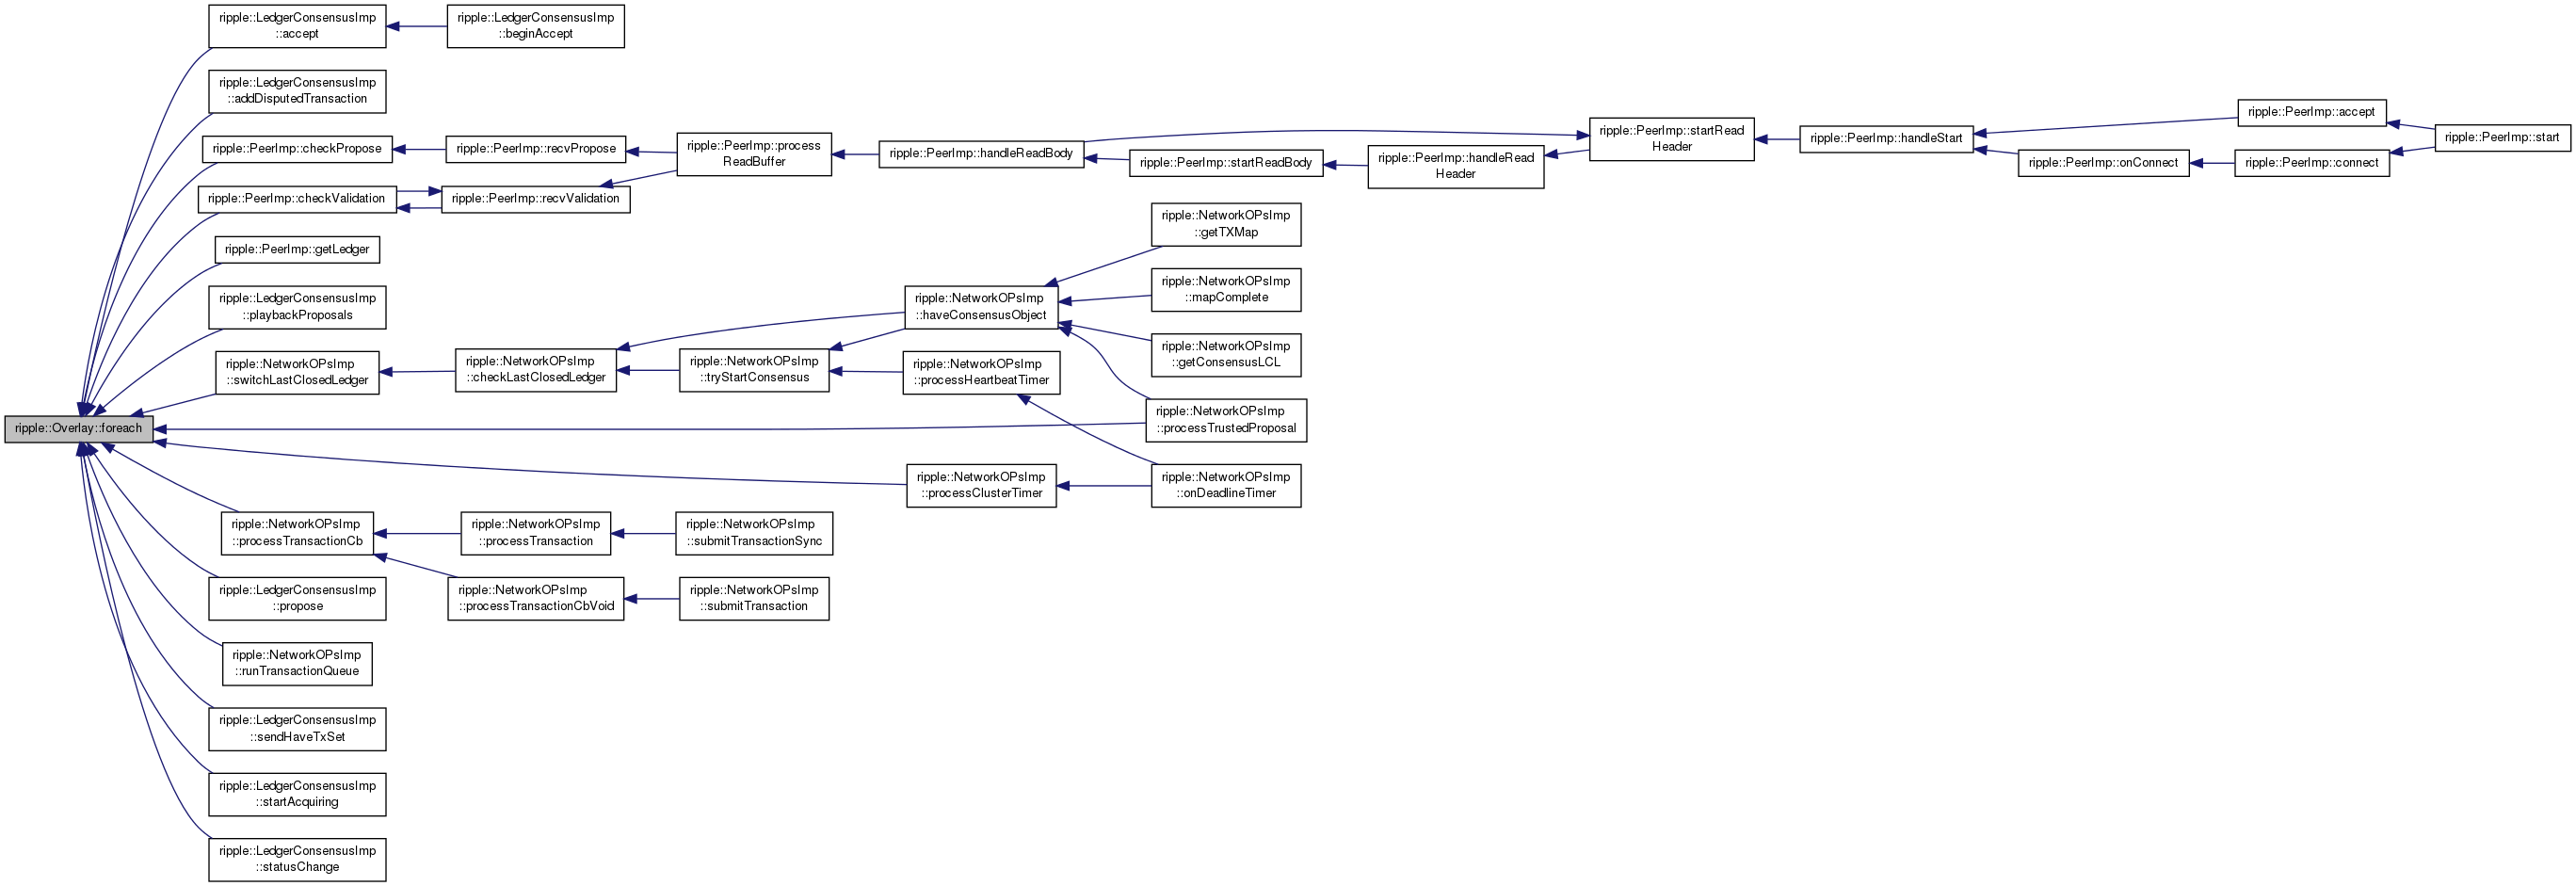 ripple::LedgerConsensusImp
::accept
ripple::LedgerConsensusImp
::beginAccept
ripple::LedgerConsensusImp
::addDisputedTransaction
ripple::PeerImp::checkPropose
ripple::PeerImp::recvPropose
ripple::PeerImp::process
ReadBuffer
ripple::PeerImp::handleReadBody
ripple::PeerImp::startReadBody
ripple::PeerImp::handleRead
Header
ripple::PeerImp::startRead
Header
ripple::PeerImp::handleStart
ripple::PeerImp::accept
ripple::PeerImp::onConnect
ripple::PeerImp::connect
ripple::PeerImp::start
ripple::PeerImp::checkValidation
ripple::PeerImp::recvValidation
ripple::PeerImp::getLedger
ripple::LedgerConsensusImp
::playbackProposals
ripple::NetworkOPsImp
::switchLastClosedLedger
ripple::NetworkOPsImp
::checkLastClosedLedger
ripple::NetworkOPsImp
::tryStartConsensus
ripple::NetworkOPsImp
::haveConsensusObject
ripple::NetworkOPsImp
::processHeartbeatTimer
ripple::NetworkOPsImp
::getTXMap
ripple::NetworkOPsImp
::mapComplete
ripple::NetworkOPsImp
::getConsensusLCL
ripple::NetworkOPsImp
::processTrustedProposal
ripple::Overlay::foreach
ripple::NetworkOPsImp
::processClusterTimer
ripple::NetworkOPsImp
::onDeadlineTimer
ripple::NetworkOPsImp
::processTransactionCb
ripple::NetworkOPsImp
::processTransaction
ripple::NetworkOPsImp
::submitTransactionSync
ripple::NetworkOPsImp
::processTransactionCbVoid
ripple::NetworkOPsImp
::submitTransaction
ripple::LedgerConsensusImp
::propose
ripple::NetworkOPsImp
::runTransactionQueue
ripple::LedgerConsensusImp
::sendHaveTxSet
ripple::LedgerConsensusImp
::startAcquiring
ripple::LedgerConsensusImp
::statusChange